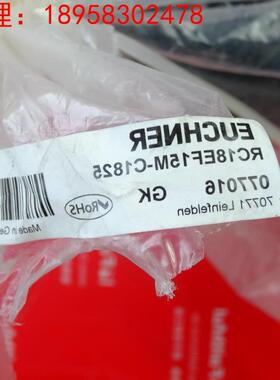 理：18958302478
EUCHNER
RC18EF15M-C1825
077016
GK
70771 Leinfelden
RoHS
Made in Ge